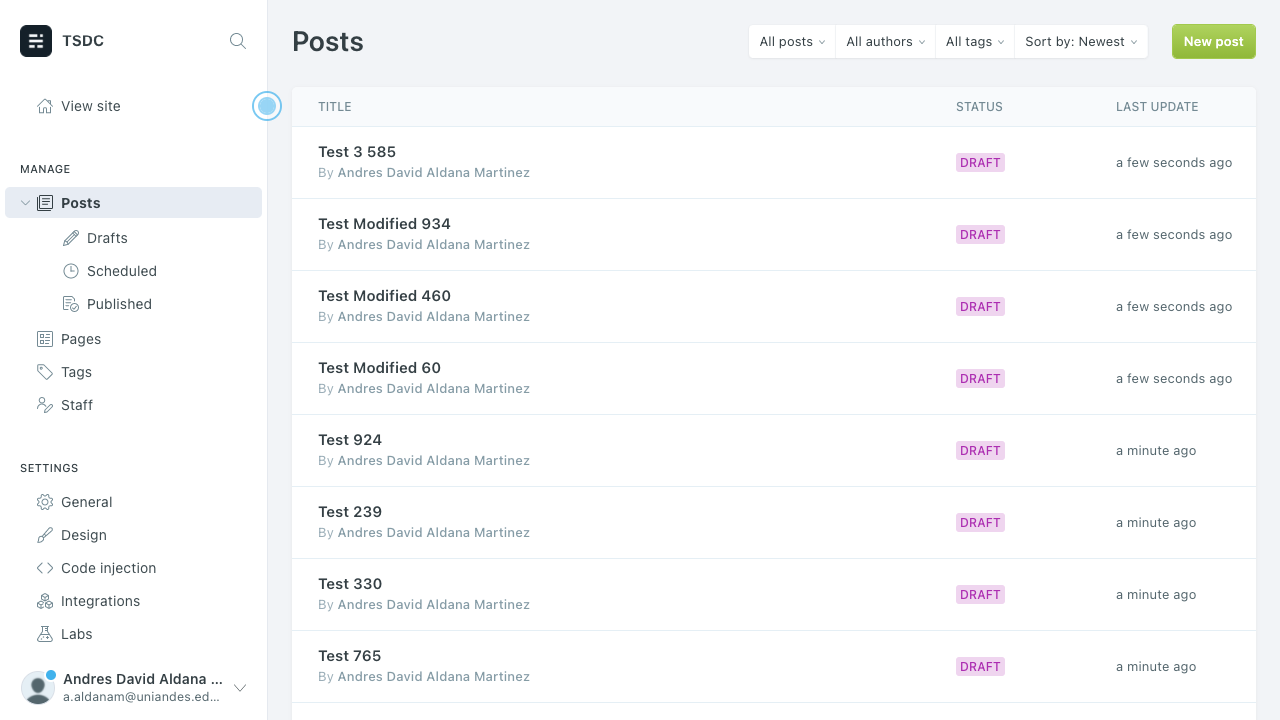 TSDC
View site
MANAGE
Posts
Drafts
Scheduled
Published
Pages
Tags
Staff
SETTINGS
General
Design
Code injection
Integrations
Labs
Andres David Aldana ...
a.aldanam@uniandes.ed...
Posts
All posts
All authors
All tags
Sort by: Newest
New post
TITLE STATUS LAST UPDATE
Test 3 585
By Andres David Aldana Martinez
DRAFT
a few seconds ago
Test Modified 934
By Andres David Aldana Martinez
DRAFT
a few seconds ago
Test Modified 460
By Andres David Aldana Martinez
DRAFT
a few seconds ago
Test Modified 60
By Andres David Aldana Martinez
DRAFT
a few seconds ago
Test 924
By Andres David Aldana Martinez
DRAFT
a minute ago
Test 239
By Andres David Aldana Martinez
DRAFT
a minute ago
Test 330
By Andres David Aldana Martinez
DRAFT
a minute ago
Test 765
By Andres David Aldana Martinez
DRAFT
a minute ago